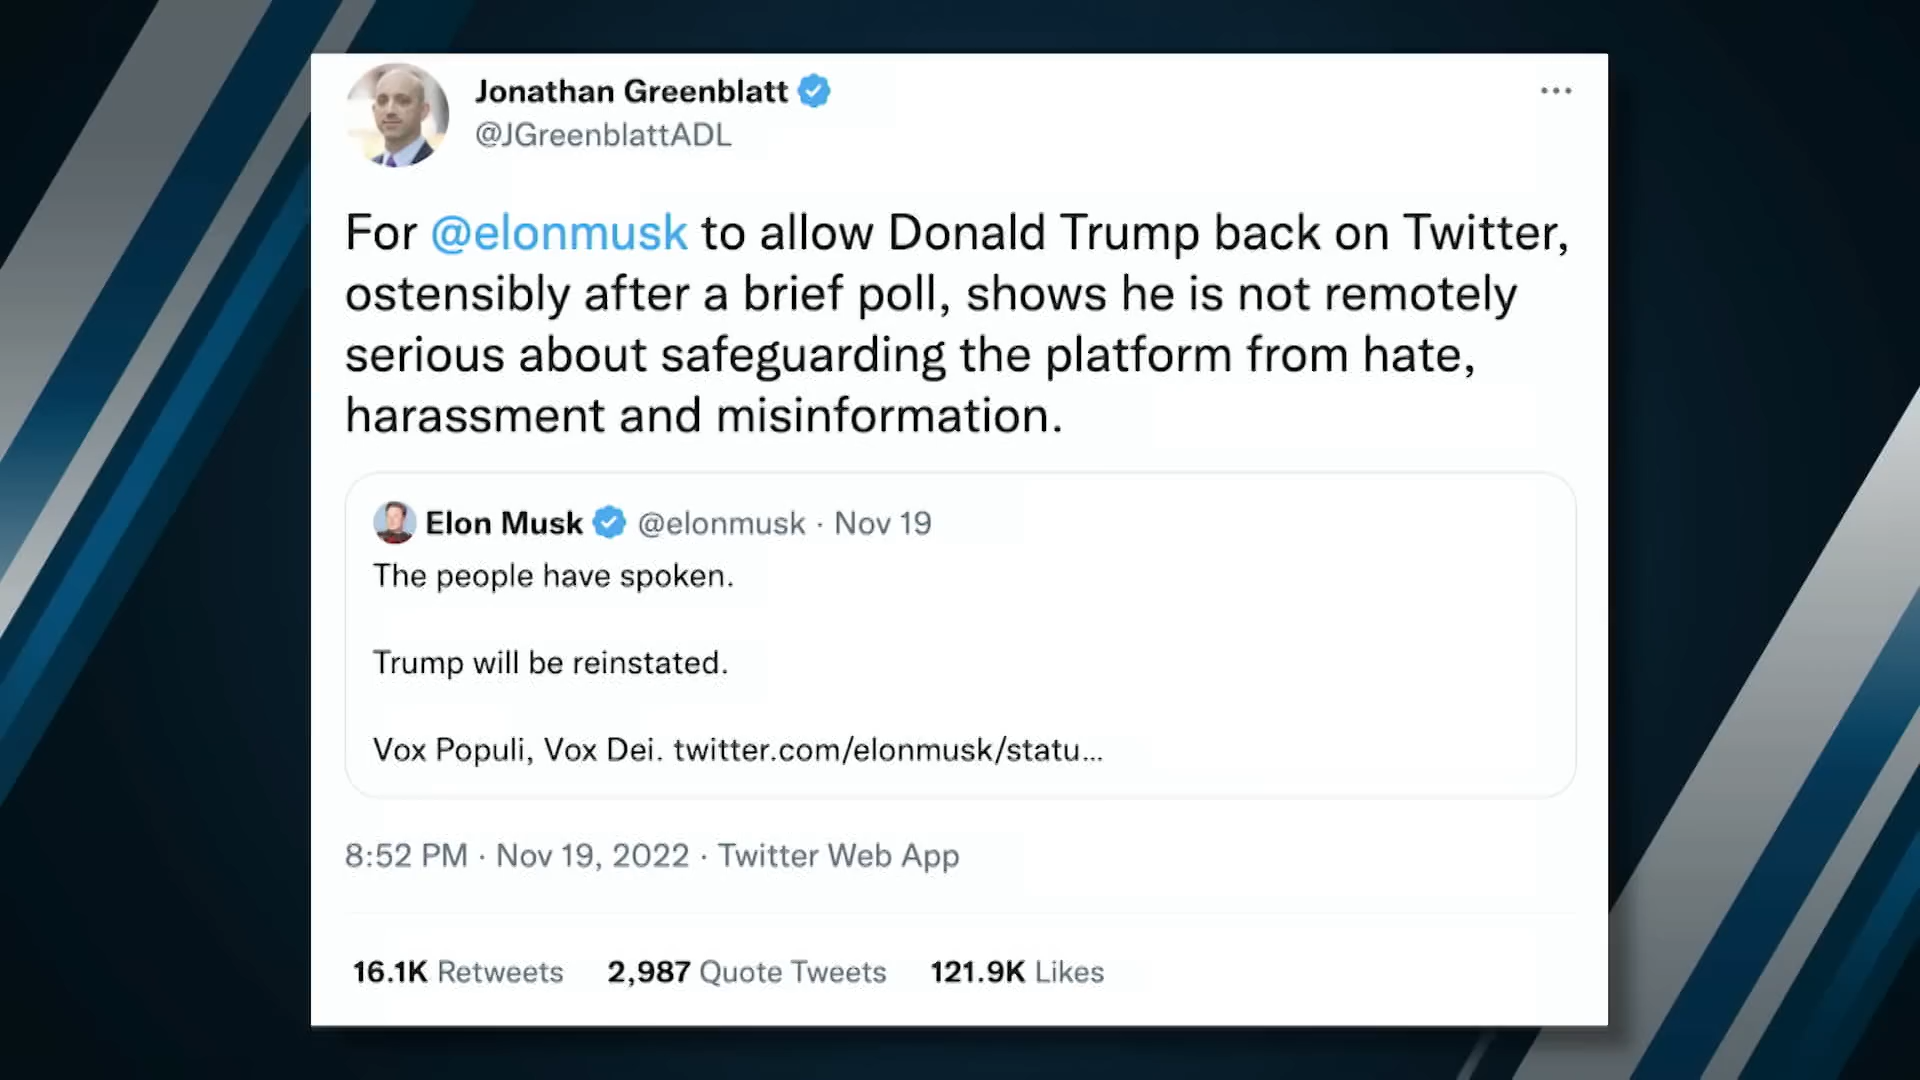 Jonathan Greenblatt
@JGreenblattADL
For @elonmusk to allow Donald Trump back on Twitter,
ostensibly after a brief poll, shows he is not remotely
serious about safeguarding the platform from hate,
harassment and misinformation.
Elon Musk @elonmusk · Nov 19
The people have spoken.
Trump will be reinstated.
Vox Populi, Vox Dei. twitter.com/elonmusk/statu...
8:52 PM · Nov 19, 2022 · Twitter Web App
16.1K Retweets 2,987 Quote Tweets 121.9K Likes